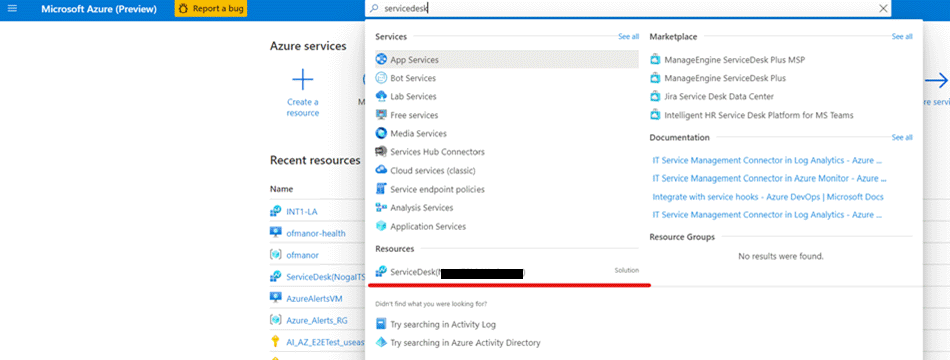 Microsoft Azure (Preview)
Report a bug
servicedesk
Azure services
Create a
resource
M
re servi
Recent resources
Name
INT1-LA
ofmanor-health
ofmanor
ServiceDesk(NogaITS
AzureAlertsVM
Azure_Alerts_RG
AI_AZ_E2ETest_useas
Services
See all
App Services
Bot Services
Lab Services
Free services
Media Services
Services Hub Connectors
Cloud services (classic)
Service endpoint policies
Analysis Services
Application Services
Resources
ServiceDesk(
Solution
Didn't find what you were looking for?
Try searching in Activity Log
Try searching in Azure Activity Directory
Marketplace
ManageEngine ServiceDesk Plus MSP
ManageEngine ServiceDesk Plus
Jira Service Desk Data Center
Intelligent HR Service Desk Platform for MS Teams
Documentation
See all
IT Service Management Connector in Log Analytics - Azure ...
IT Service Management Connector in Azure Monitor - Azure ...
Integrate with service hooks - Azure DevOps | Microsoft Docs
IT Service Management Connector in Log Analytics - Azure ...
Resource Groups
No results were found.